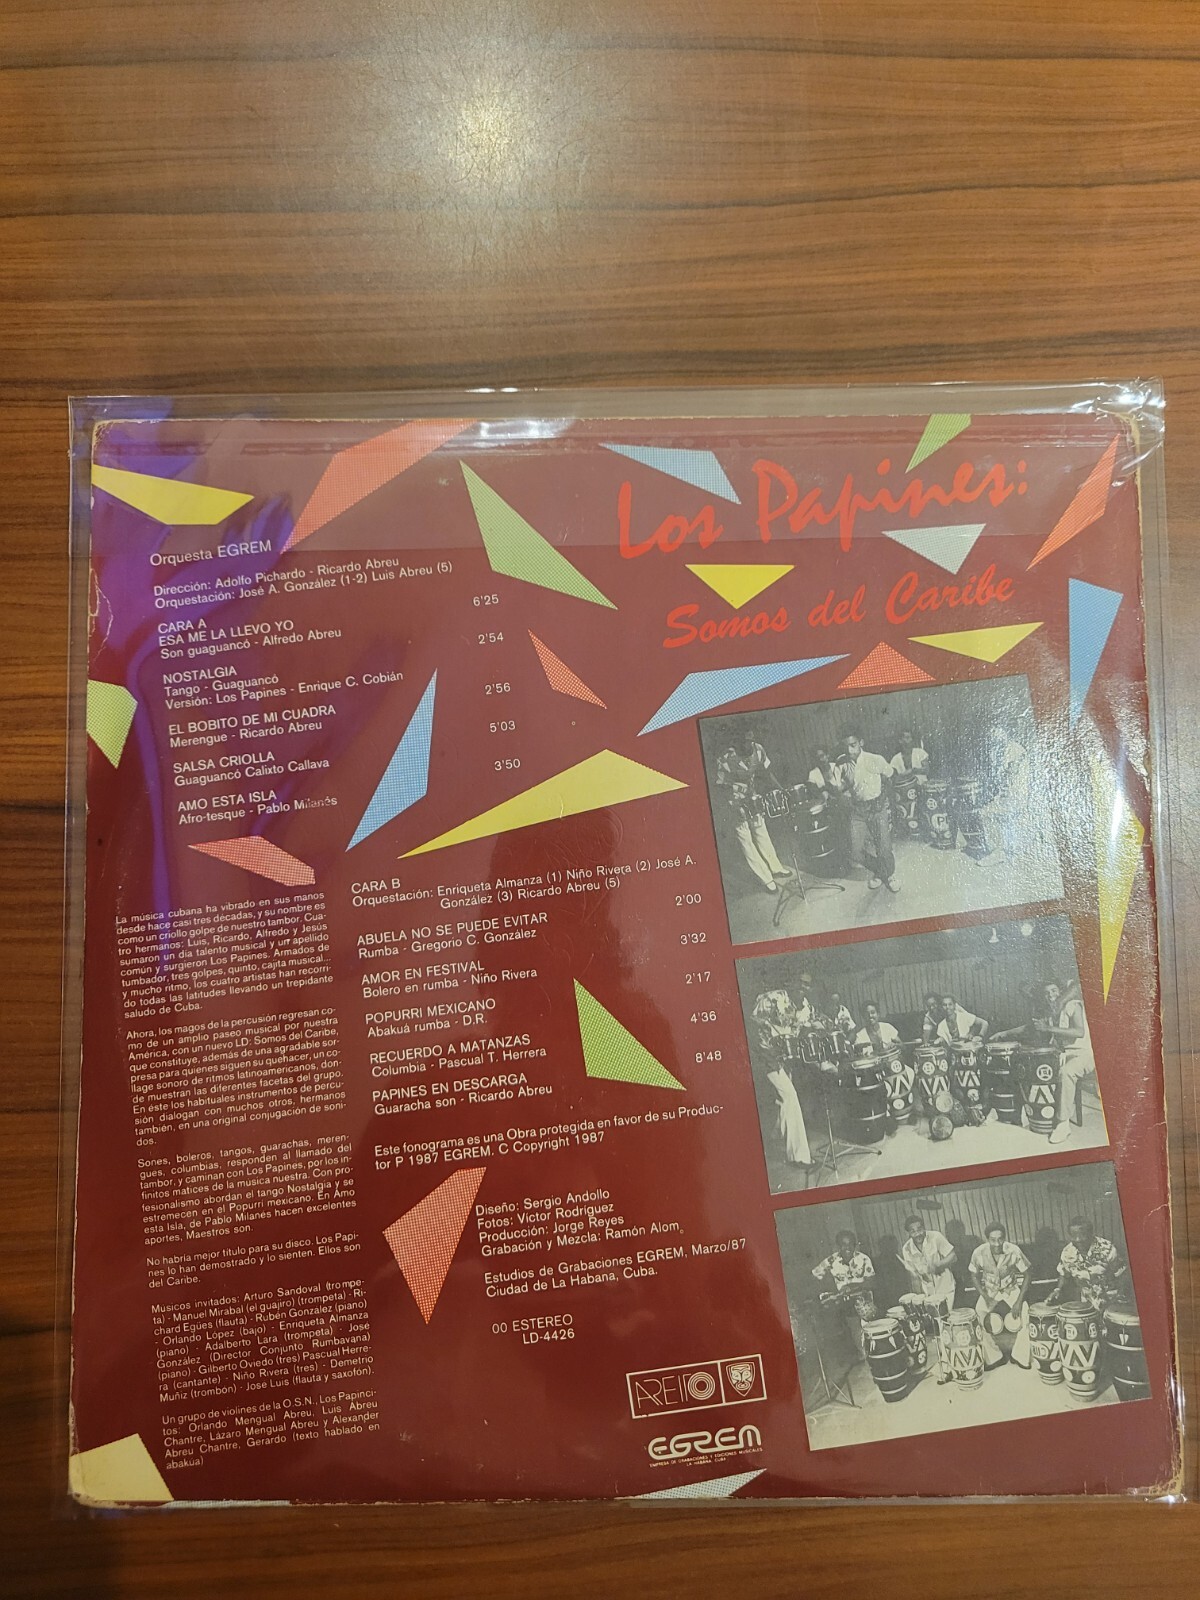 Los Papines:
Somos del Caribe
Orquesta EGREM
Dirección: Adolfo Pichardo - Ricardo Abreu
Orquestación: José A. González (1-2) Luis Abreu (5)
CARA A
ESA ME LA LLEVO YO 6'25
Son guaguancó - Alfredo Abreu
NOSTALGIA 2'54
Tango - Guaguancó
Versión: Los Papines - Enrique C. Cobián
EL BOBITO DE MI CUADRA 2'56
Merengue - Ricardo Abreu
SALSA CRIOLLA 5'03
Guaguancó Calixto Callava
AMO ESTA ISLA 3'50
Afro-tesque - Pablo Milanés
CARA B
Orquestación: Enriqueta Almanza (1) Niño Rivera (2) José A.
González (3) Ricardo Abreu (5)
ABUELA NO SE PUEDE EVITAR 2'00
Rumba - Gregorio C. González
AMOR EN FESTIVAL 3'32
Bolero en rumba - Niño Rivera
POPURRI MEXICANO 2'17
Abakuá rumba - D.R.
RECUERDO A MATANZAS 4'36
Columbia - Pascual T. Herrera
PAPINES EN DESCARGA 8'48
Guaracha son - Ricardo Abreu
Este fonograma es una Obra protegida en favor de su Produc-
tor P 1987 EGREM. C Copyright 1987
Diseño: Sergio Andollo
Fotos: Victor Rodriguez
Producción: Jorge Reyes
Grabación y Mezcla: Ramón Alom
Estudios de Grabaciones EGREM, Marzo/87
Ciudad de La Habana, Cuba.
00 ESTEREO
LD-4426
AREITO
EGREM
EMPRESA DE GRABACIONES Y EDICIONES MUSICALES
LA HABANA, CUBA
La música cubana ha vibrado en sus manos
desde hace casi tres décadas, y su nombre es
como un criollo golpe de nuestro tambor. Cua-
tro hermanos: Luis, Ricardo, Alfredo y Jesús
sumaron un día talento musical y un apellido
común y surgieron Los Papines. Armados de
tumbador, tres golpes, quinto, cajita musical...
y mucho ritmo, los cuatro artistas han recorri-
do todas las latitudes llevando un trepidante
saludo de Cuba.
Ahora, los magos de la percusión regresan co-
mo de un amplio paseo musical por nuestra
América, con un nuevo LD: Somos del Caribe,
que constituye, además de una agradable sor-
presa para quienes siguen su quehacer, un co-
llage sonoro de ritmos latinoamericanos, don-
de muestran las diferentes facetas del grupo.
En éste los habituales instrumentos de percu-
sión dialogan con muchos otros, hermanos
también, en una original conjugación de soni-
dos.
Sones, boleros, tangos, guarachas, meren-
gues, columbias, responden al llamado del
tambor, y caminan con Los Papines, por los in-
finitos matices de la música nuestra. Con pro-
fesionalismo abordan el tango Nostalgia y se
estremecen en el Popurri mexicano. En Amo
esta Isla, de Pablo Milanés hacen excelentes
aportes, Maestros son.
No habría mejor título para su disco. Los Papi-
nes lo han demostrado y lo sienten. Ellos son
del Caribe.
Músicos invitados: Arturo Sandoval (trompe-
ta) - Manuel Mirabal (el guajiro) (trompeta) - Ri-
chard Egües (flauta) - Rubén González (piano)
- Orlando López (bajo) - Enriqueta Almanza
(piano) - Adalberto Lara (trompeta) - José
González (Director Conjunto Rumbavana)
(piano) - Gilberto Oviedo (tres) Pascual Herre-
ra (cantante) - Niño Rivera (tres) - Demetrio
Muñiz (trombón) - José Luis (flauta y saxofón).
Un grupo de violines de la O.S.N., Los Papinci-
tos: Orlando Mengual Abreu, Luis Abreu
Chantre, Lázaro Mengual Abreu y Alexander
Abreu Chantre, Gerardo (texto hablado en
abakúa)